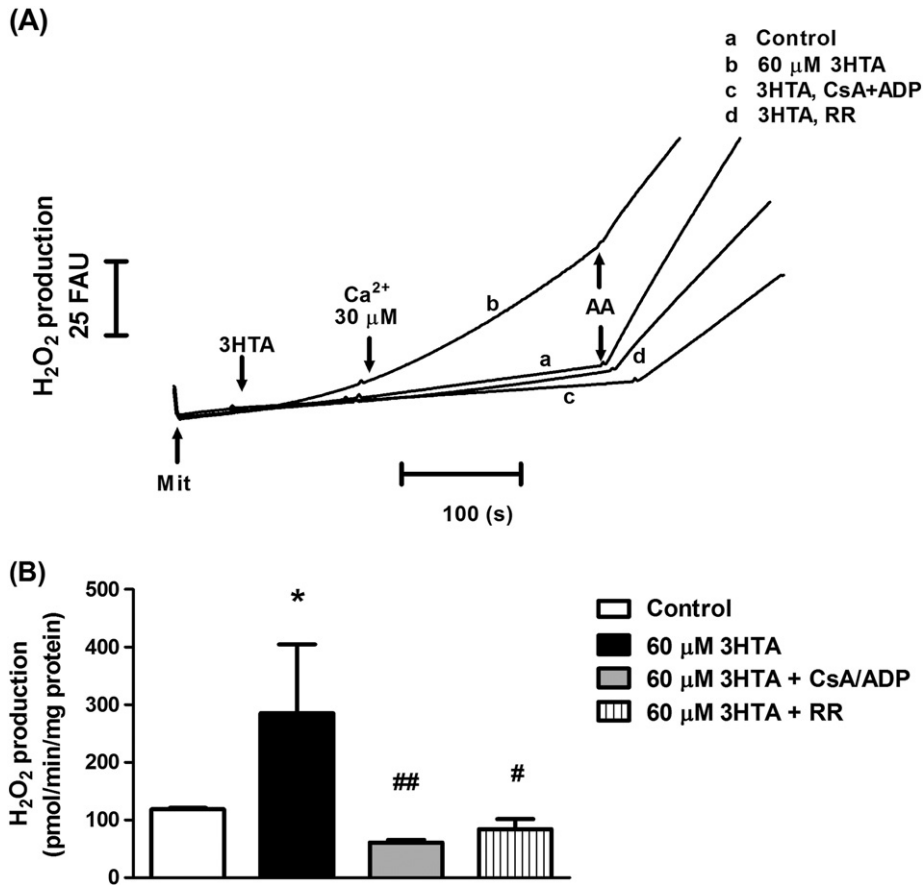 (A)
a Control
b 60 μM 3HTA
c 3HTA, CsA+ADP
d 3HTA, RR
H₂O₂ production
25 FAU
3HTA
Ca²⁺
30 μM
b
AA
a
d
c
Mit
100 (s)
(B)
H₂O₂ production
(pmol/min/mg protein)
500
400
300
200
100
0
*
##
#
Control
60 μM 3HTA
60 μM 3HTA + CsA/ADP
60 μM 3HTA + RR